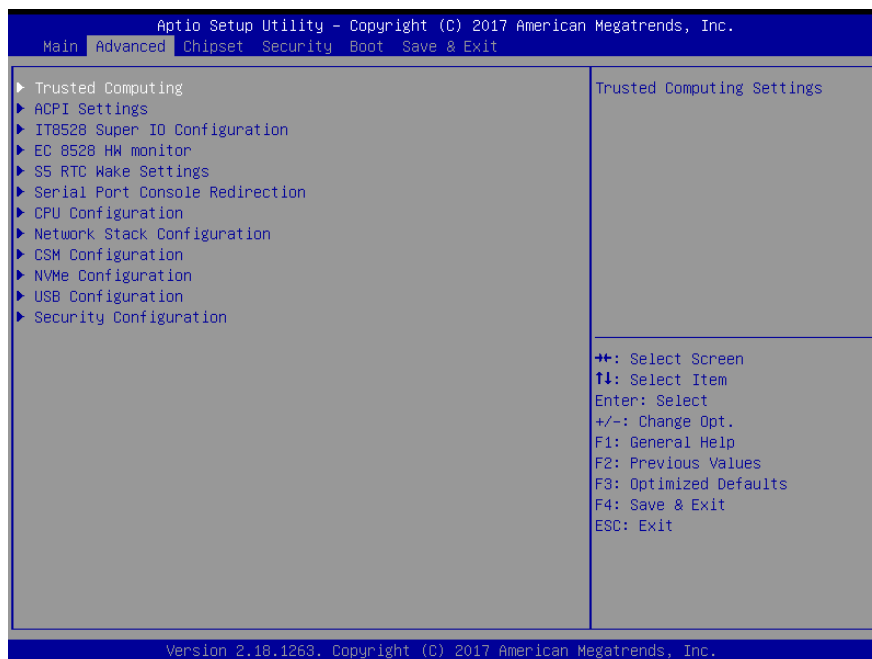 Aptio Setup Utility – Copyright (C) 2017 American Megatrends, Inc.
Main Advanced Chipset Security Boot Save & Exit
Trusted Computing
ACPI Settings
IT8528 Super IO Configuration
EC 8528 HW monitor
S5 RTC Wake Settings
Serial Port Console Redirection
CPU Configuration
Network Stack Configuration
CSM Configuration
NVMe Configuration
USB Configuration
Security Configuration
Trusted Computing Settings
→←: Select Screen
↑↓: Select Item
Enter: Select
+/-: Change Opt.
F1: General Help
F2: Previous Values
F3: Optimized Defaults
F4: Save & Exit
ESC: Exit
Version 2.18.1263. Copyright (C) 2017 American Megatrends, Inc.